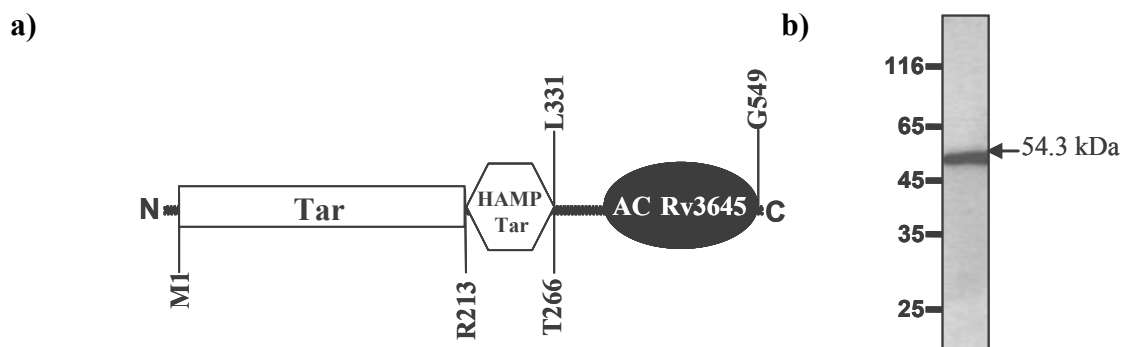 a)
N
M1
Tar
R213
HAMP
Tar
L331
T266
AC Rv3645
G549
C
b)
116
65
54.3 kDa
45
35
25